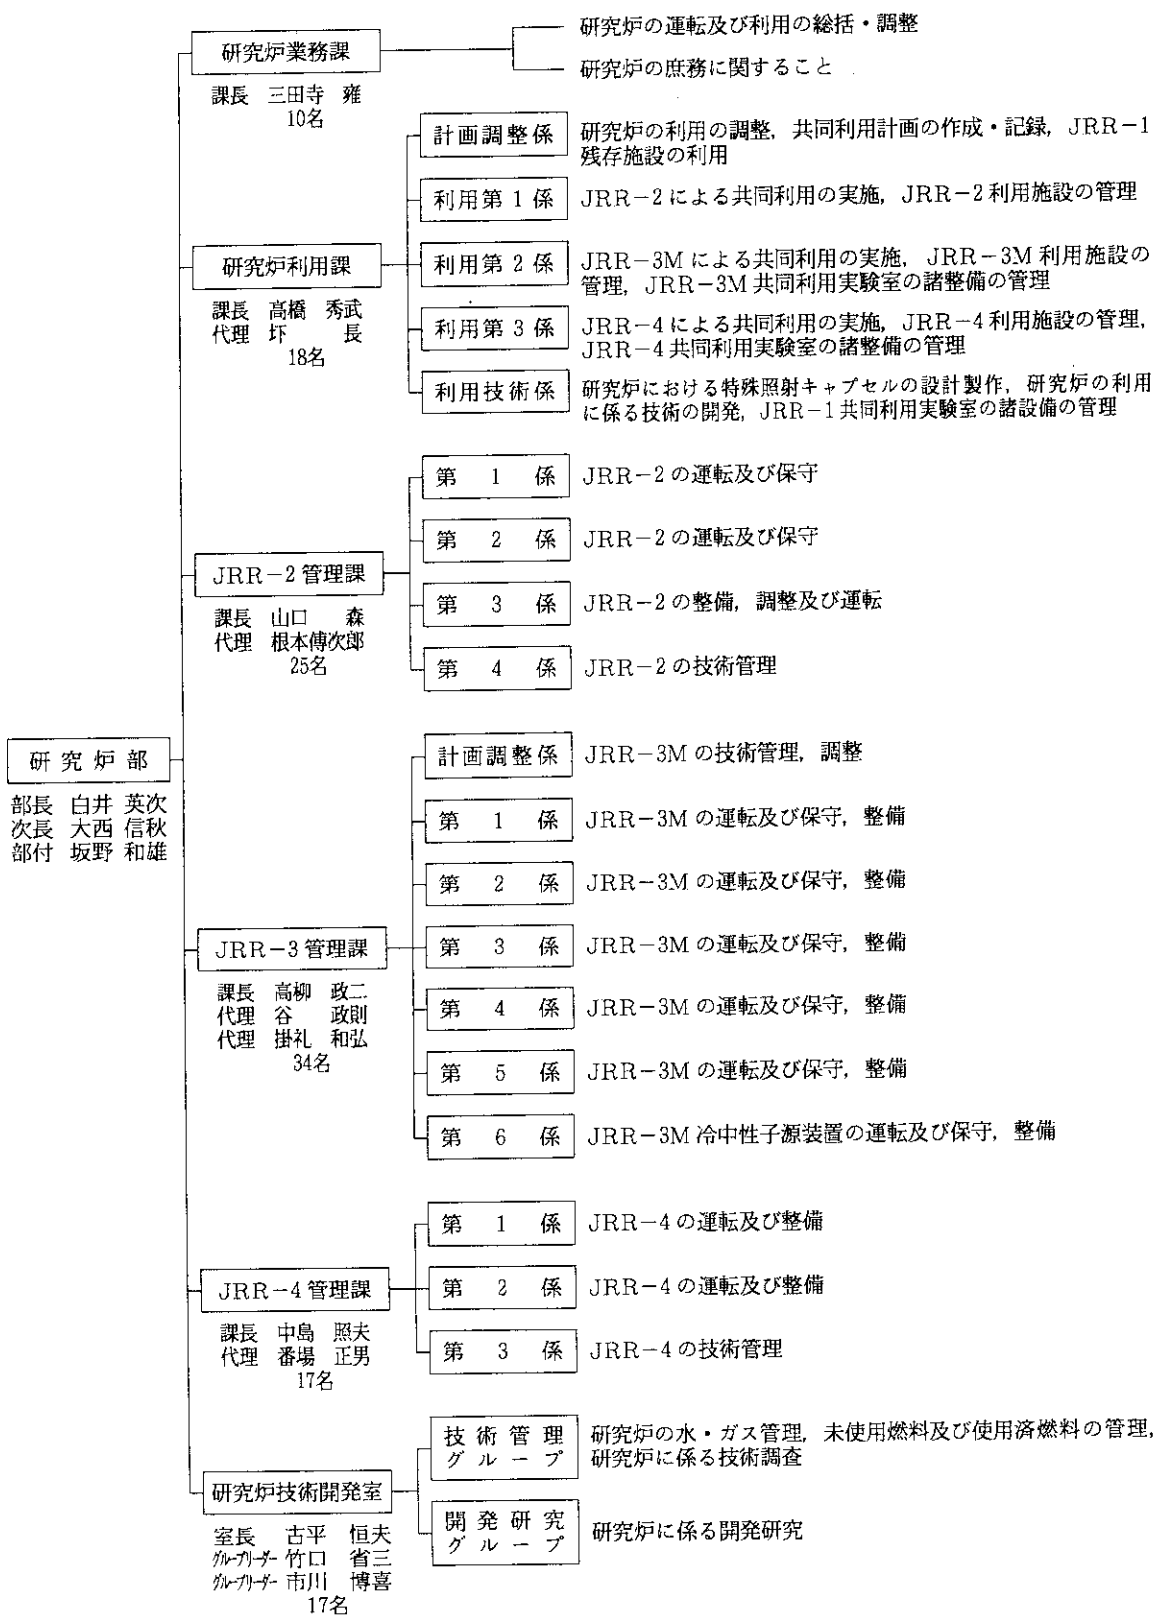 研究炉部
部長 白井 英次
次長 大西 信秋
部付 坂野 和雄
研究炉業務課
課長 三田寺 雍
10名
研究炉の運転及び利用の総括・調整
研究炉の庶務に関すること
研究炉利用課
課長 高橋 秀武
代理 圷 長
18名
計画調整係
研究炉の利用の調整，共同利用計画の作成・記録，JRR-1
残存施設の利用
利用第1係
JRR-2による共同利用の実施，JRR-2利用施設の管理
利用第2係
JRR-3Mによる共同利用の実施，JRR-3M利用施設の
管理，JRR-3M共同利用実験室の諸整備の管理
利用第3係
JRR-4による共同利用の実施，JRR-4利用施設の管理，
JRR-4共同利用実験室の諸整備の管理
利用技術係
研究炉における特殊照射キャプセルの設計製作，研究炉の利用
に係る技術の開発，JRR-1共同利用実験室の諸設備の管理
JRR-2管理課
課長 山口 森
代理 根本傳次郎
25名
第1係
JRR-2の運転及び保守
第2係
JRR-2の運転及び保守
第3係
JRR-2の整備，調整及び運転
第4係
JRR-2の技術管理
JRR-3管理課
課長 高柳 政二
代理 谷 政則
代理 掛礼 和弘
34名
計画調整係
JRR-3Mの技術管理，調整
第1係
JRR-3Mの運転及び保守，整備
第2係
JRR-3Mの運転及び保守，整備
第3係
JRR-3Mの運転及び保守，整備
第4係
JRR-3Mの運転及び保守，整備
第5係
JRR-3Mの運転及び保守，整備
第6係
JRR-3M冷中性子源装置の運転及び保守，整備
JRR-4管理課
課長 中島 照夫
代理 番場 正男
17名
第1係
JRR-4の運転及び整備
第2係
JRR-4の運転及び整備
第3係
JRR-4の技術管理
研究炉技術開発室
室長 古平 恒夫
グループリーダー 竹口 省三
グループリーダー 市川 博喜
17名
技術管理
グループ
研究炉の水・ガス管理，未使用燃料及び使用済燃料の管理，
研究炉に係る技術調査
開発研究
グループ
研究炉に係る開発研究